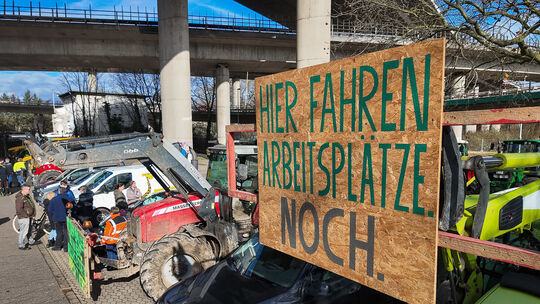 HIER FAHREN
ARBEITSPLÄTZE.
NOCH.